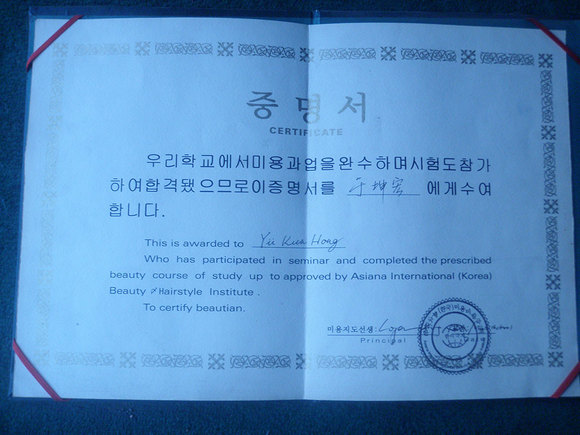 증명서
CERTIFICATE
우리학교에서미용과업을완수하며시험도참가
하여합격됐으므로이증명서를 于坤宏 에게수여
합니다.
This is awarded to Yu Kun Hong
Who has participated in seminar and completed the prescribed
beauty course of study up to approved by Asiana International (Korea)
Beauty Hairstyle Institute .
To certify beautian.
미용지도선생:
Principal